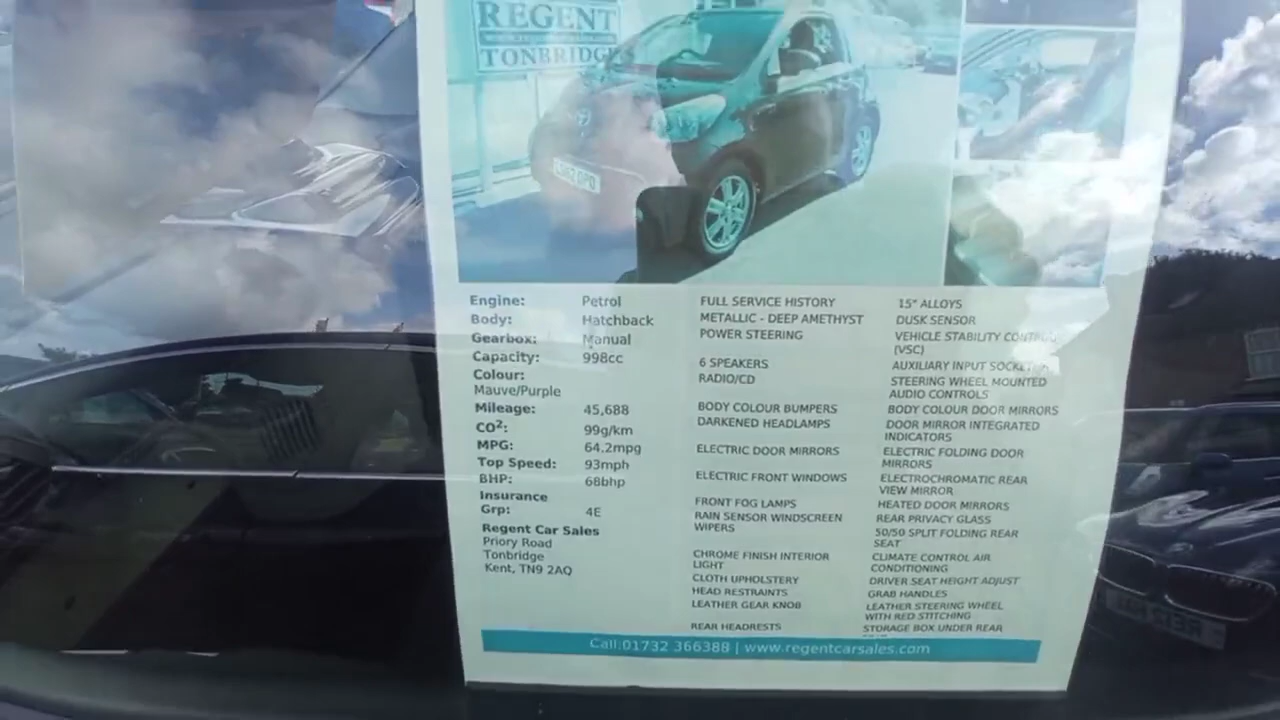 REGENT
TONBRIDGE
Engine: Petrol
Body: Hatchback
Gearbox: Manual
Capacity: 998cc
Colour:
Mauve/Purple
Mileage: 45,688
CO2: 99g/km
MPG: 64.2mpg
Top Speed: 93mph
BHP: 68bhp
Insurance
Grp: 4E
Regent Car Sales
Priory Road
Tonbridge
Kent, TN9 2AQ
FULL SERVICE HISTORY
METALLIC - DEEP AMETHYST
POWER STEERING
6 SPEAKERS
RADIO/CD
BODY COLOUR BUMPERS
DARKENED HEADLAMPS
ELECTRIC DOOR MIRRORS
ELECTRIC FRONT WINDOWS
FRONT FOG LAMPS
RAIN SENSOR WINDSCREEN
WIPERS
CHROME FINISH INTERIOR
LIGHT
CLOTH UPHOLSTERY
HEAD RESTRAINTS
LEATHER GEAR KNOB
REAR HEADRESTS
15" ALLOYS
DUSK SENSOR
VEHICLE STABILITY CONTROL
(VSC)
AUXILIARY INPUT SOCKET
STEERING WHEEL MOUNTED
AUDIO CONTROLS
BODY COLOUR DOOR MIRRORS
DOOR MIRROR INTEGRATED
INDICATORS
ELECTRIC FOLDING DOOR
MIRRORS
ELECTROCHROMATIC REAR
VIEW MIRROR
HEATED DOOR MIRRORS
REAR PRIVACY GLASS
50/50 SPLIT FOLDING REAR
SEAT
CLIMATE CONTROL AIR
CONDITIONING
DRIVER SEAT HEIGHT ADJUST
GRAB HANDLES
LEATHER STEERING WHEEL
WITH RED STITCHING
STORAGE BOX UNDER REAR
Call:01732 366388 | www.regentcarsales.com